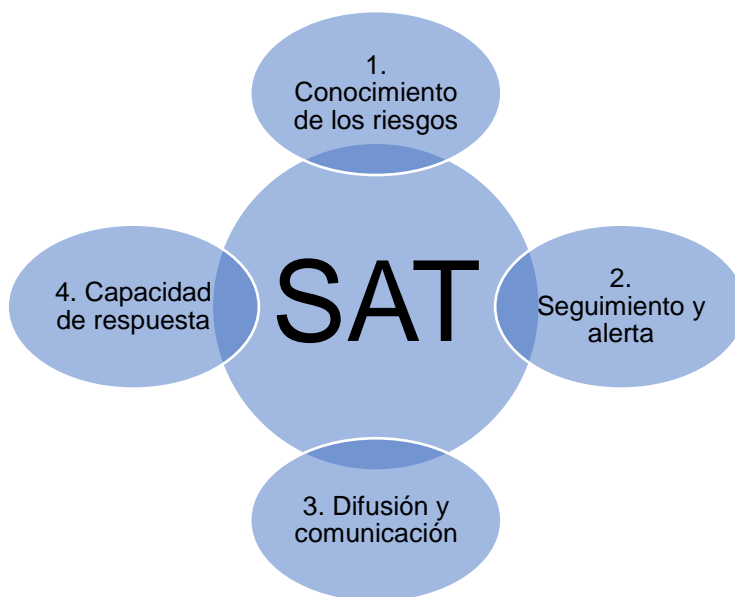 1.
Conocimiento
de los riesgos
SAT
2.
Seguimiento y
alerta
3. Difusión y
comunicación
4. Capacidad
de respuesta